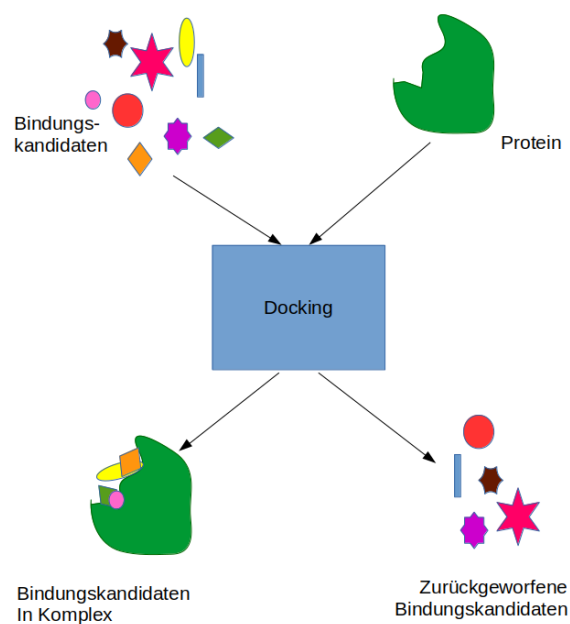 Bindungs-
kandidaten
Protein
Docking
Bindungskandidaten
In Komplex
Zurückgeworfene
Bindungskandidaten